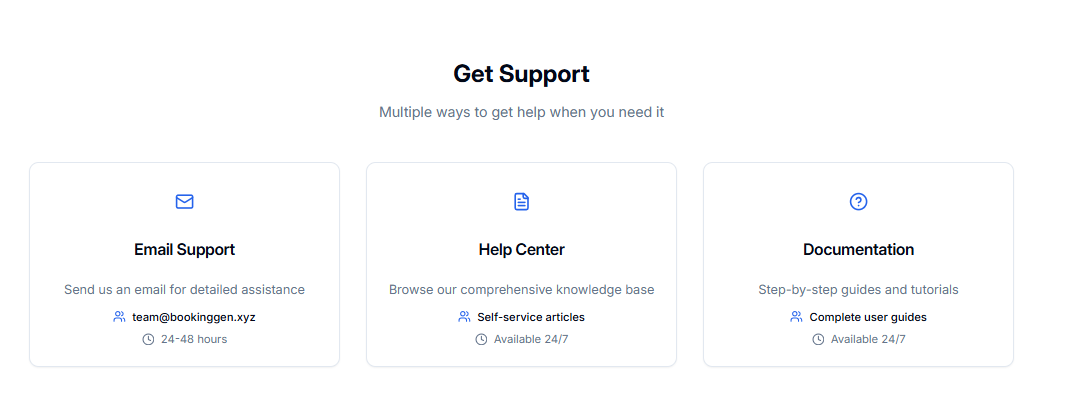 Get Support
Multiple ways to get help when you need it
Email Support
Send us an email for detailed assistance
team@bookinggen.xyz
24-48 hours
Help Center
Browse our comprehensive knowledge base
Self-service articles
Available 24/7
Documentation
Step-by-step guides and tutorials
Complete user guides
Available 24/7